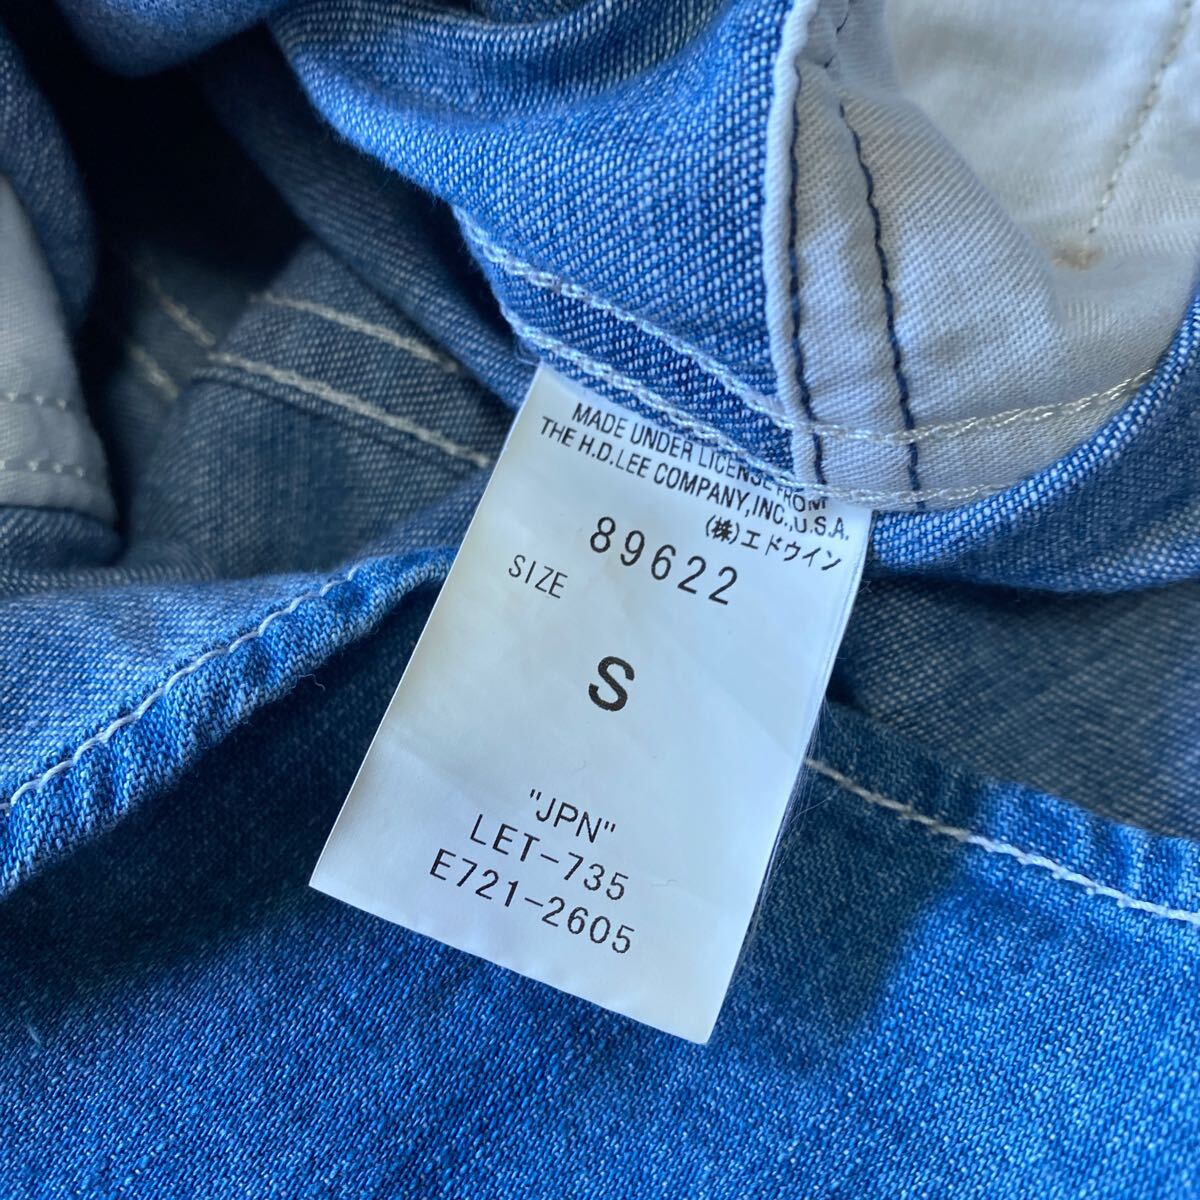 MADE UNDER LICENSE FROM
THE H.D.LEE COMPANY,INC.,U.S.A.
(株)エドウイン
89622
SIZE
S
"JPN"
LET-735
E721-2605